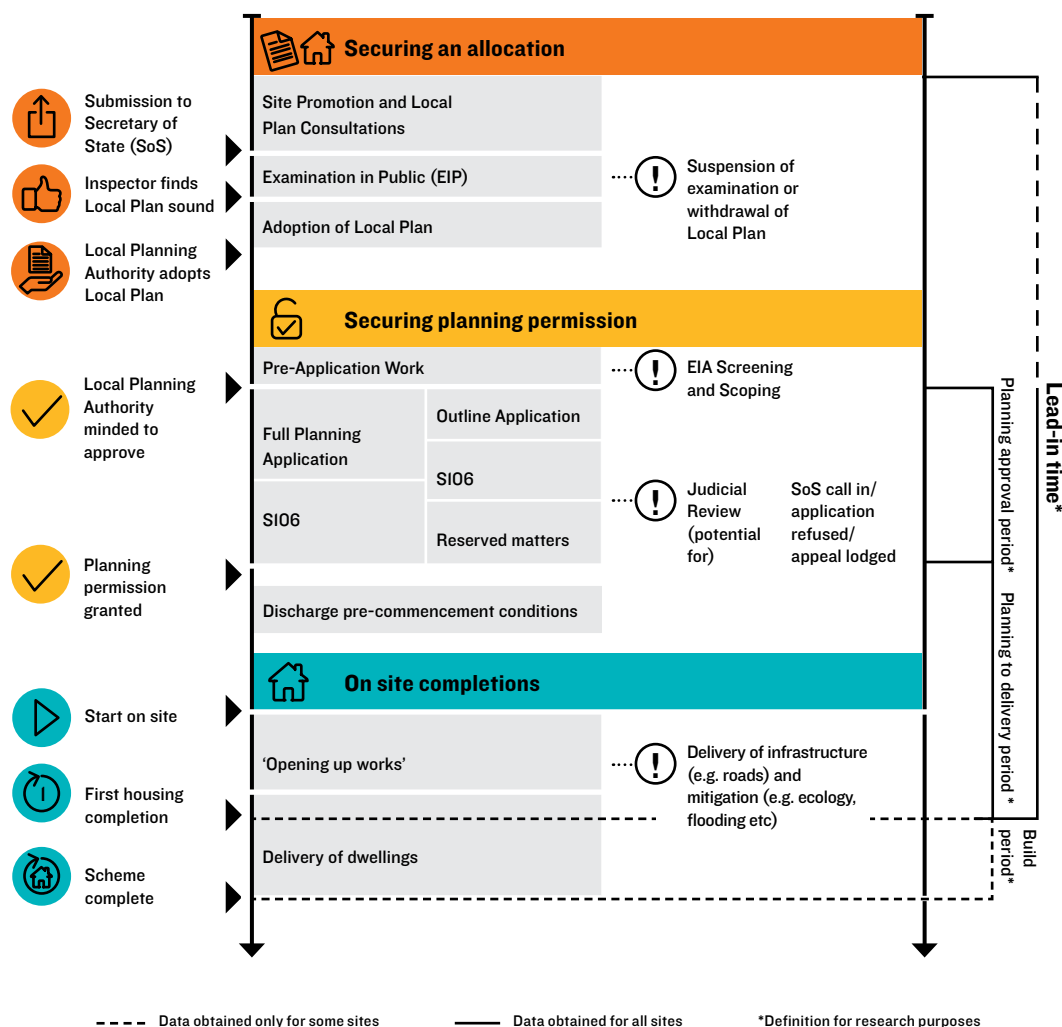 Securing an allocation
Submission to
Secretary of
State (SoS)
Site Promotion and Local
Plan Consultations
Inspector finds
Local Plan sound
Examination in Public (EIP)
Suspension of
examination or
withdrawal of
Local Plan
Adoption of Local Plan
Local Planning
Authority adopts
Local Plan
Securing planning permission
Pre-Application Work
EIA Screening
and Scoping
Local Planning
Authority
minded to
approve
Full Planning
Application
Outline Application
S106
S106
Reserved matters
Judicial
Review
(potential
for)
SoS call in/
application
refused/
appeal lodged
Planning
permission
granted
Discharge pre-commencement conditions
On site completions
Start on site
'Opening up works'
Delivery of infrastructure
(e.g. roads) and
mitigation (e.g. ecology,
flooding etc)
First housing
completion
Delivery of dwellings
Scheme
complete
Lead-in time*
Planning approval period*
Planning to delivery period *
Build
period*
Data obtained only for some sites
Data obtained for all sites
*Definition for research purposes